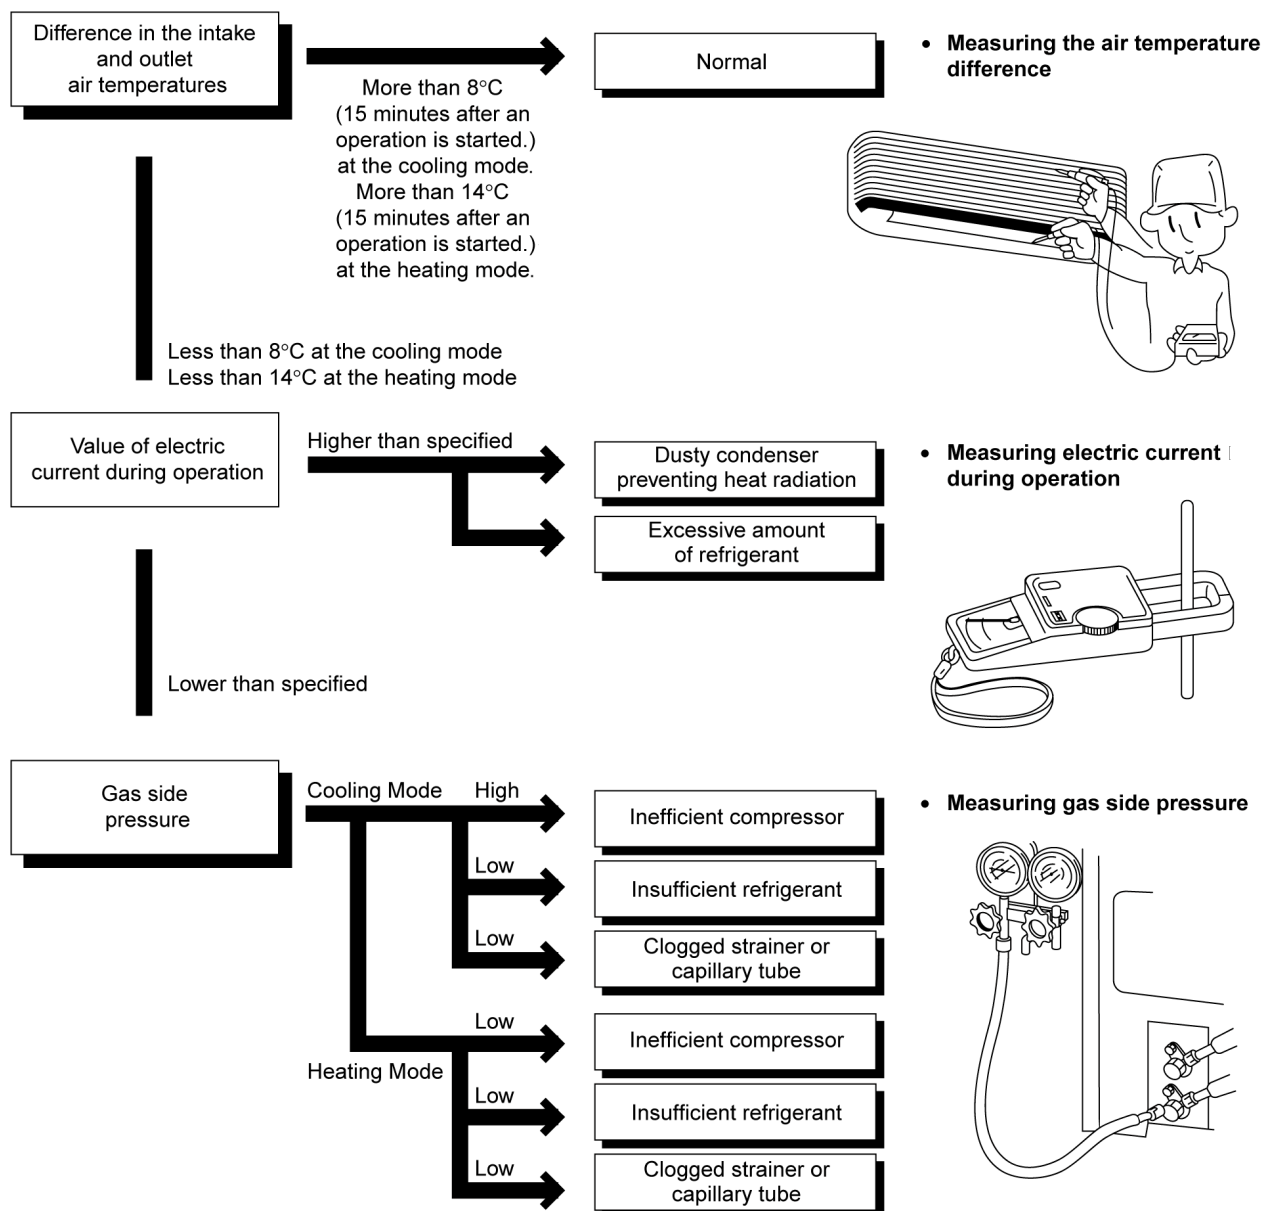 Difference in the intake
and outlet
air temperatures
More than 8°C
(15 minutes after an
operation is started.)
at the cooling mode.
More than 14°C
(15 minutes after an
operation is started.)
at the heating mode.
Normal
• Measuring the air temperature
difference
Less than 8°C at the cooling mode
Less than 14°C at the heating mode
Value of electric
current during operation
Higher than specified
Dusty condenser
preventing heat radiation
Excessive amount
of refrigerant
• Measuring electric current
during operation
Lower than specified
Gas side
pressure
Cooling Mode
High
Inefficient compressor
Low
Insufficient refrigerant
Low
Clogged strainer or
capillary tube
Heating Mode
Low
Inefficient compressor
Low
Insufficient refrigerant
Low
Clogged strainer or
capillary tube
• Measuring gas side pressure